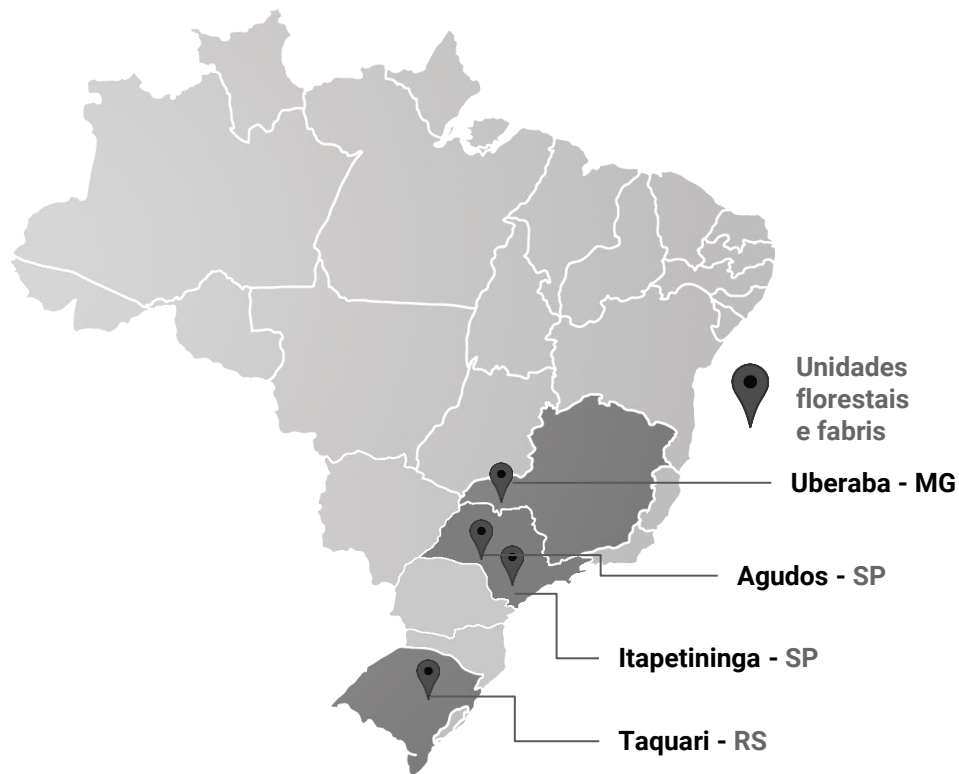 Unidades
florestais
e fabris
Uberaba - MG
Agudos - SP
Itapetininga - SP
Taquari - RS